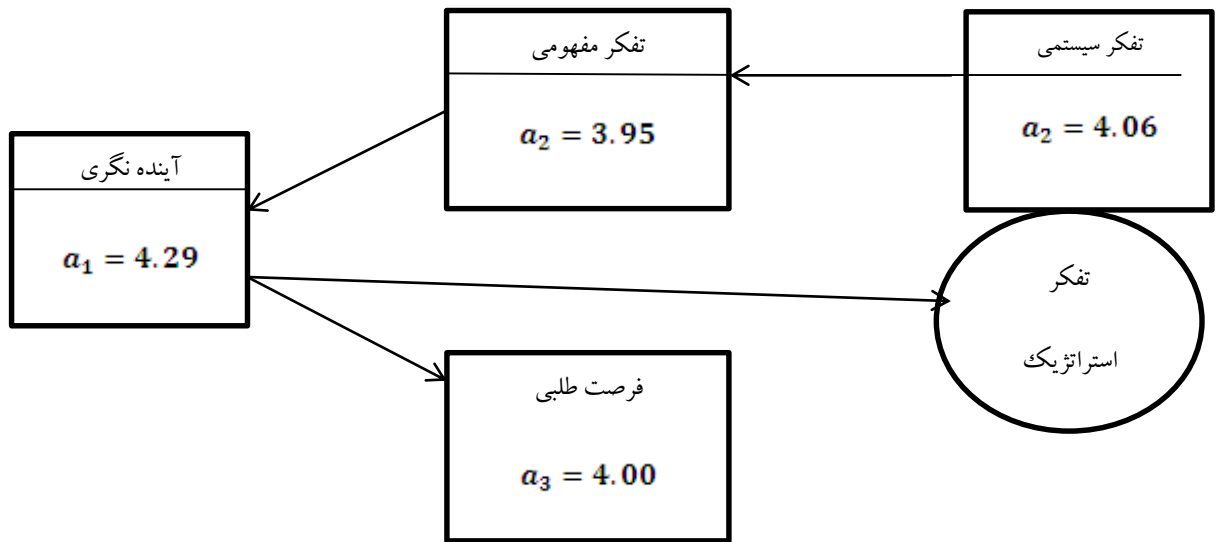 تفکر سیستمی
a₂ = 4.06
تفکر مفهومی
a₂ = 3.95
آینده نگری
a₁ = 4.29
تفکر
استراتژیک
فرصت طلبی
a₃ = 4.00